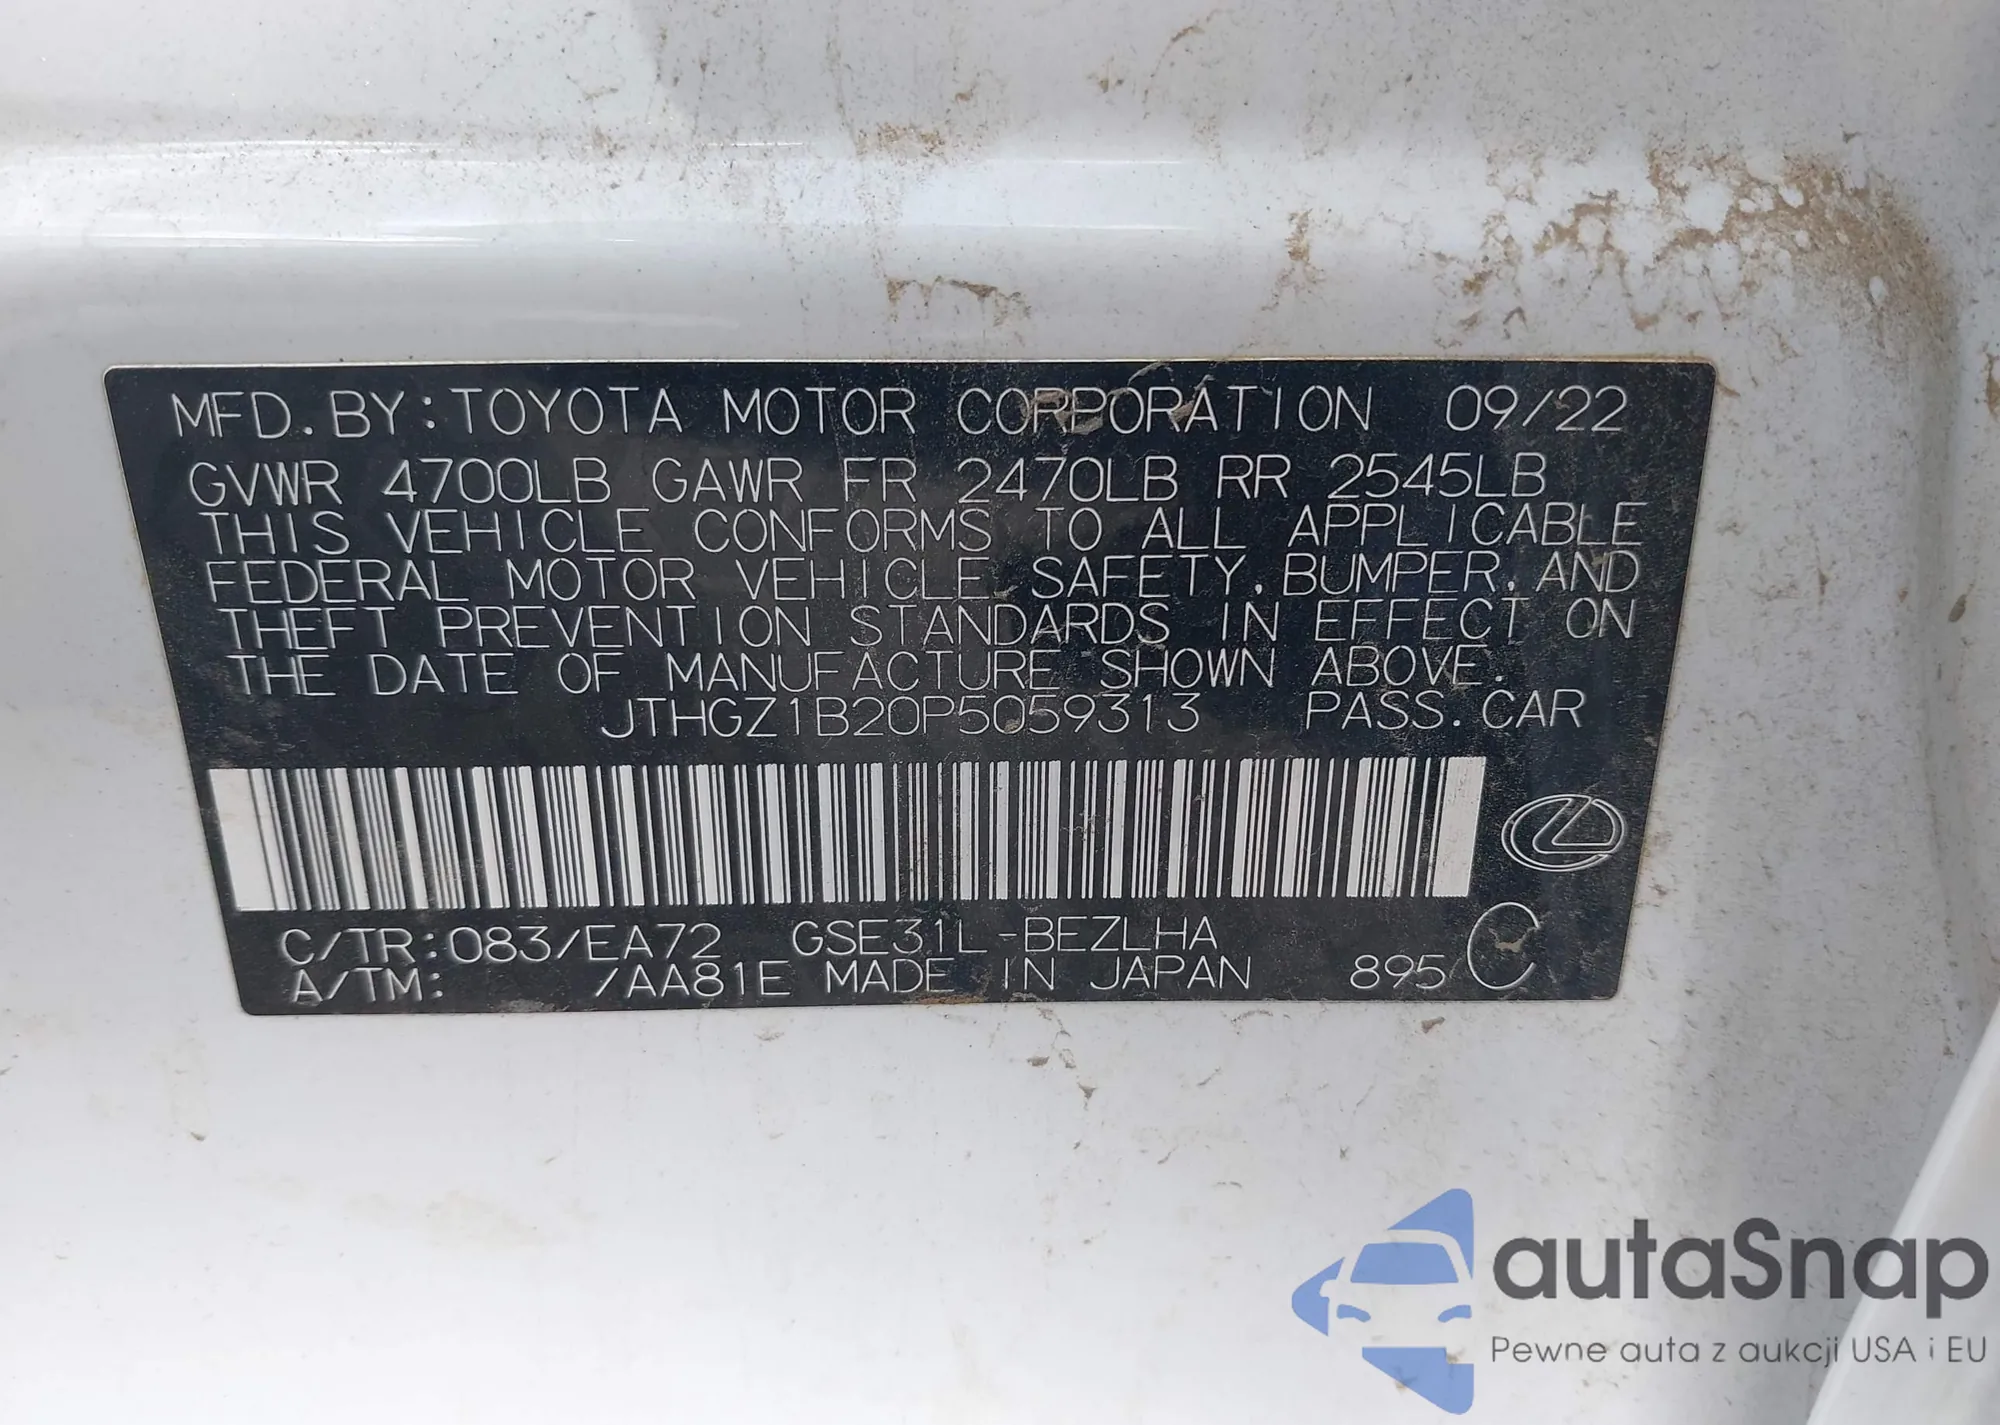 MFD. BY: TOYOTA MOTOR CORPORATION 09/22
GVWR 4700LB GAWR FR 2470LB RR 2545LB
THIS VEHICLE CONFORMS TO ALL APPLICABLE
FEDERAL MOTOR VEHICLE SAFETY, BUMPER, AND
THEFT PREVENTION STANDARDS IN EFFECT ON
THE DATE OF MANUFACTURE SHOWN ABOVE.
JTHGZ1B20P5059313 PASS. CAR
C/TR: 083/EA72 GSE31L-BEZLHA
A/TM: /AA81E MADE IN JAPAN 895 C
autaSnap
Pewne auta z aukcji USA i EU